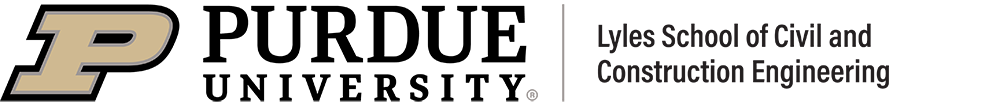 P PURDUE
UNIVERSITY®
Lyles School of Civil and
Construction Engineering